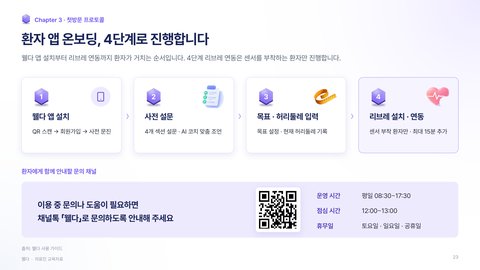 Chapter 3 · 첫방문 프로토콜
환자 앱 온보딩, 4단계로 진행합니다
웰다 앱 설치부터 리브레 연동까지 환자가 거치는 순서입니다. 4단계 리브레 연동은 센서를 부착하는 환자만 진행합니다.
1
웰다 앱 설치
QR 스캔 → 회원가입 → 사전 문진
2
사전 설문
4개 섹션 설문 · AI 코치 맞춤 조언
3
목표 · 허리둘레 입력
목표 설정 · 현재 허리둘레 기록
4
리브레 설치 · 연동
센서 부착 환자만 · 최대 15분 추가
환자에게 함께 안내할 문의 채널
이용 중 문의나 도움이 필요하면
채널톡 「웰다」로 문의하도록 안내해 주세요
운영 시간 평일 08:30~17:30
점심 시간 12:00~13:00
휴무일 토요일 · 일요일 · 공휴일
출처: 웰다 사용 가이드
웰다 · 의료진 교육자료
23